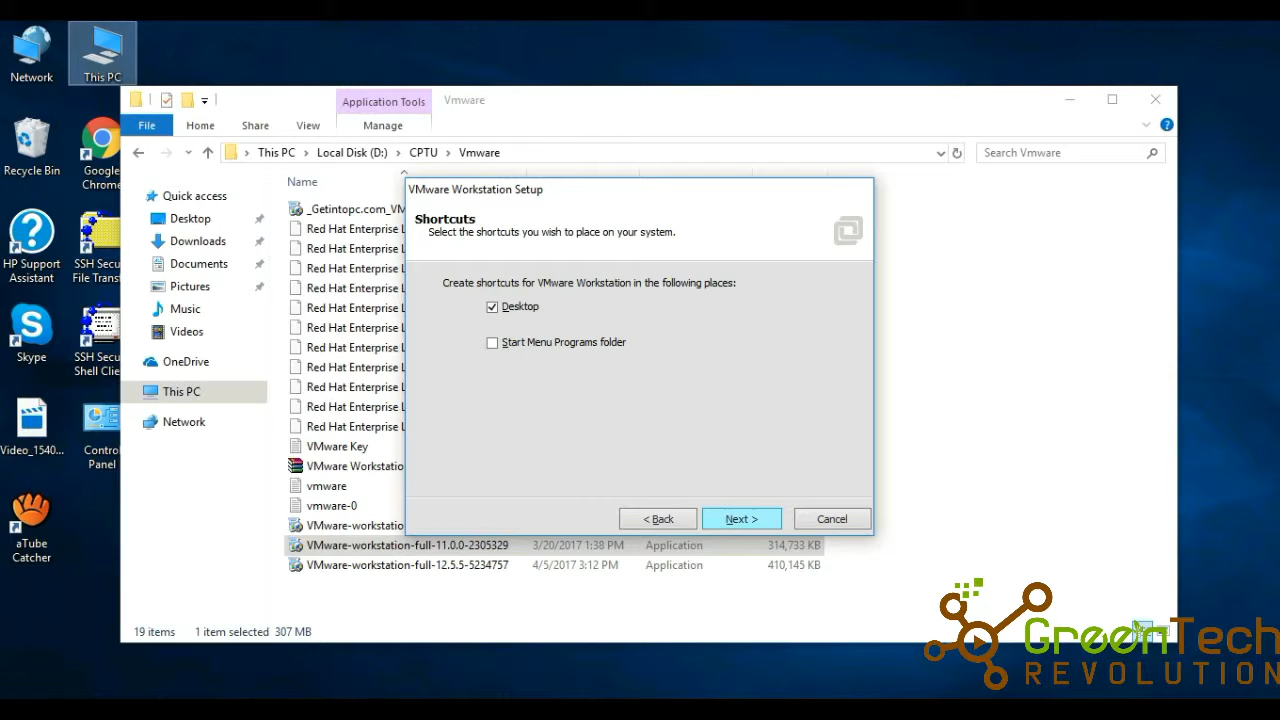 Network
This PC
Recycle Bin
Google
Chrome
HP Support
Assistant
SSH Secu
File Transf
Skype
SSH Secu
Shell Clie
Video_1540...
Contro
Panel
aTube
Catcher
Application Tools
Vmware
File
Home
Share
View
Manage
This PC > Local Disk (D:) > CPTU > Vmware
Search Vmware
Quick access
Desktop
Downloads
Documents
Pictures
Music
Videos
OneDrive
This PC
Network
Name
_Getintopc.com_VM
Red Hat Enterprise L
Red Hat Enterprise L
Red Hat Enterprise L
Red Hat Enterprise L
Red Hat Enterprise L
Red Hat Enterprise L
Red Hat Enterprise L
Red Hat Enterprise L
Red Hat Enterprise L
Red Hat Enterprise L
Red Hat Enterprise L
VMware Key
VMware Workstatio
vmware
vmware-0
VMware-workstatio
VMware-workstation-full-11.0.0-2305329 3/20/2017 1:38 PM Application 314,733 KB
VMware-workstation-full-12.5.5-5234757 4/5/2017 3:12 PM Application 410,145 KB
19 items 1 item selected 307 MB
VMware Workstation Setup
Shortcuts
Select the shortcuts you wish to place on your system.
Create shortcuts for VMware Workstation in the following places:
Desktop
Start Menu Programs folder
< Back
Next >
Cancel
GreenTech
REVOLUTION